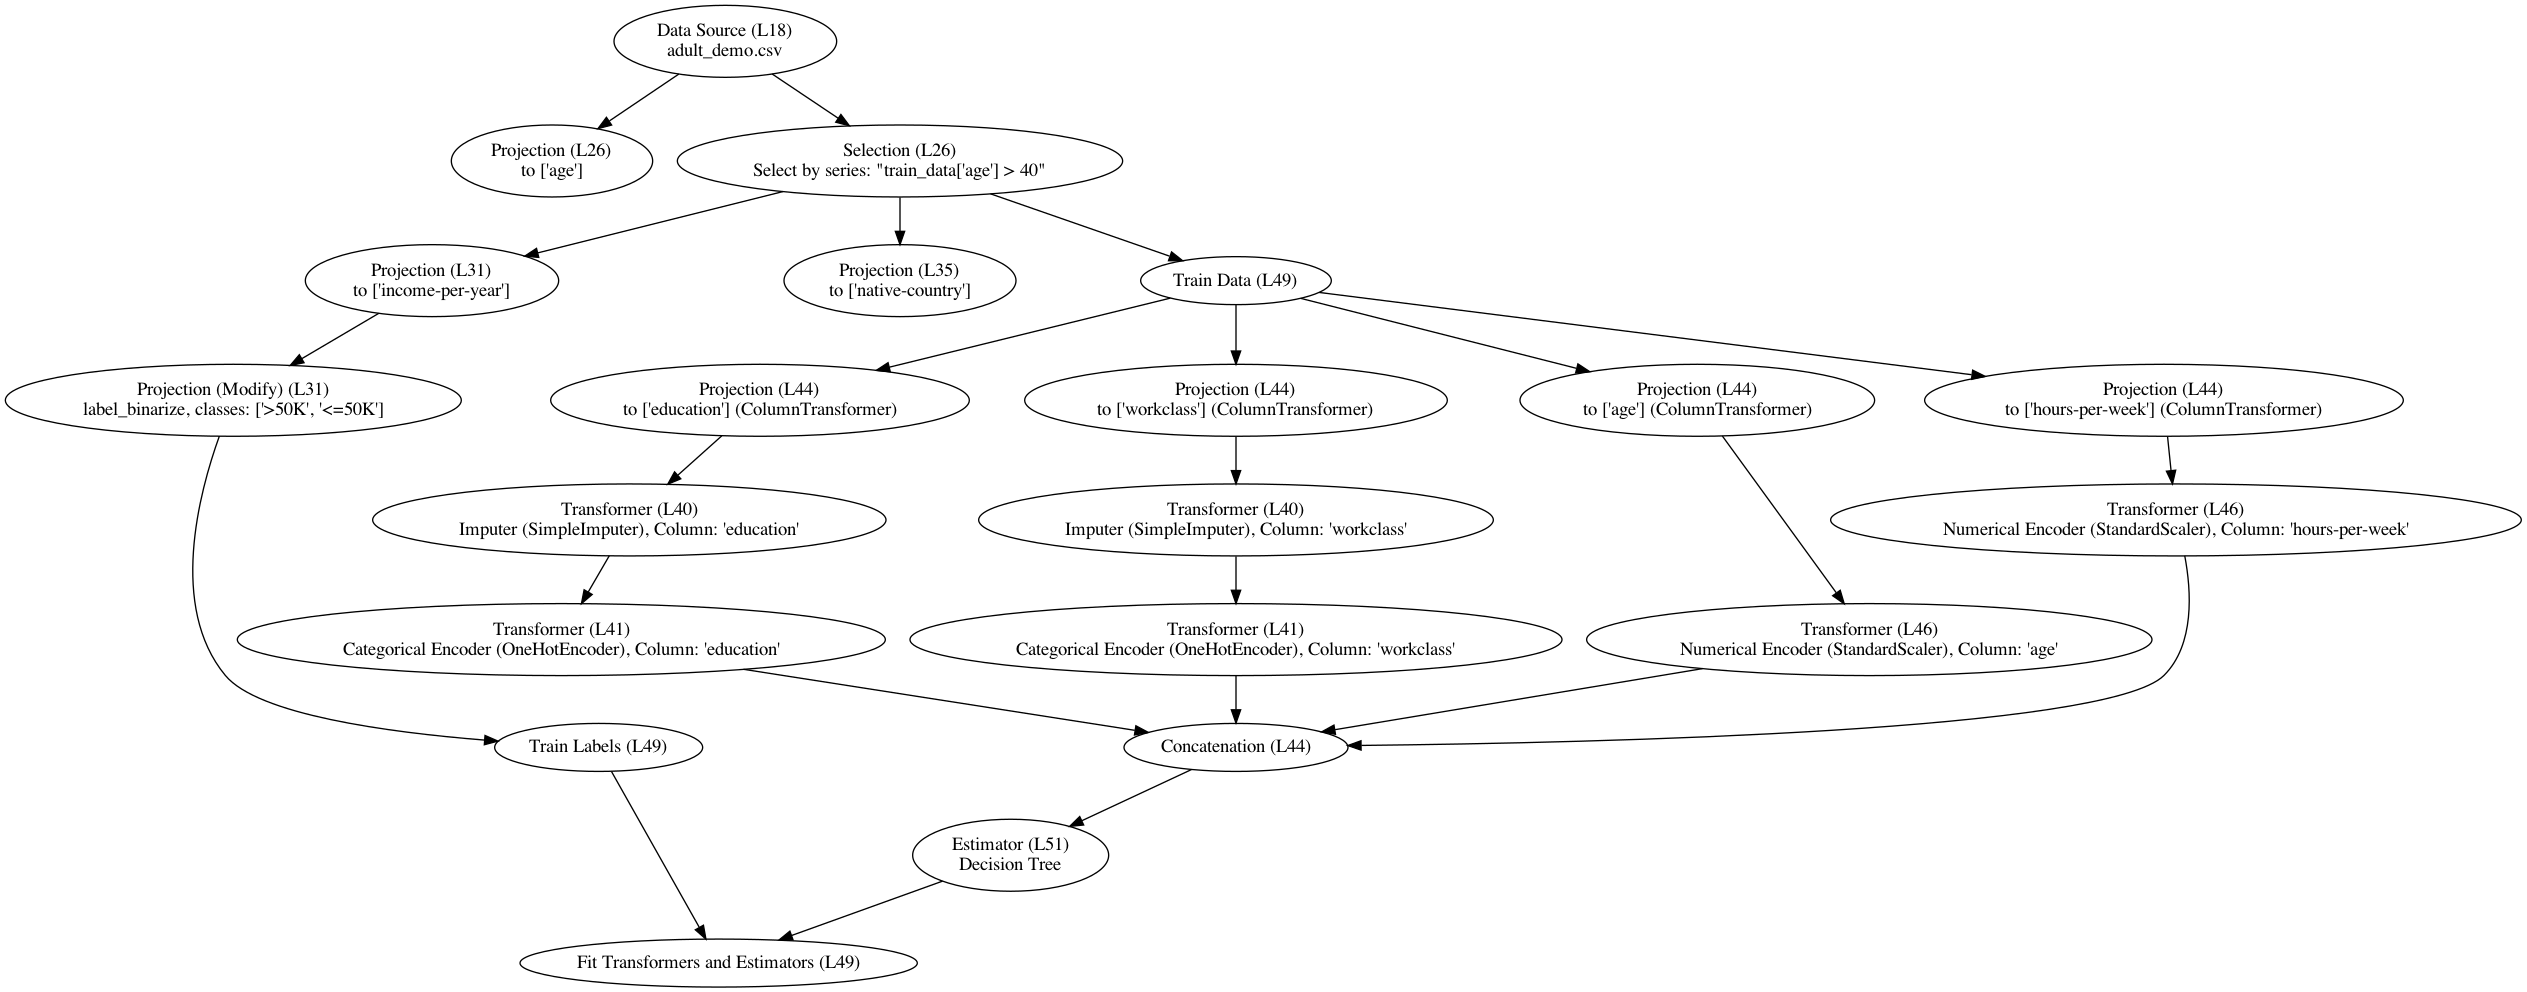 Data Source (L18)
adult_demo.csv
Projection (L26)
to ['age']
Selection (L26)
Select by series: "train_data['age'] > 40"
Projection (L31)
to ['income-per-year']
Projection (L35)
to ['native-country']
Train Data (L49)
Projection (Modify) (L31)
label_binarize, classes: ['>50K', '<=50K']
Projection (L44)
to ['education'] (ColumnTransformer)
Projection (L44)
to ['workclass'] (ColumnTransformer)
Projection (L44)
to ['age'] (ColumnTransformer)
Projection (L44)
to ['hours-per-week'] (ColumnTransformer)
Transformer (L40)
Imputer (SimpleImputer), Column: 'education'
Transformer (L40)
Imputer (SimpleImputer), Column: 'workclass'
Transformer (L46)
Numerical Encoder (StandardScaler), Column: 'hours-per-week'
Transformer (L41)
Categorical Encoder (OneHotEncoder), Column: 'education'
Transformer (L41)
Categorical Encoder (OneHotEncoder), Column: 'workclass'
Transformer (L46)
Numerical Encoder (StandardScaler), Column: 'age'
Train Labels (L49)
Concatenation (L44)
Estimator (L51)
Decision Tree
Fit Transformers and Estimators (L49)